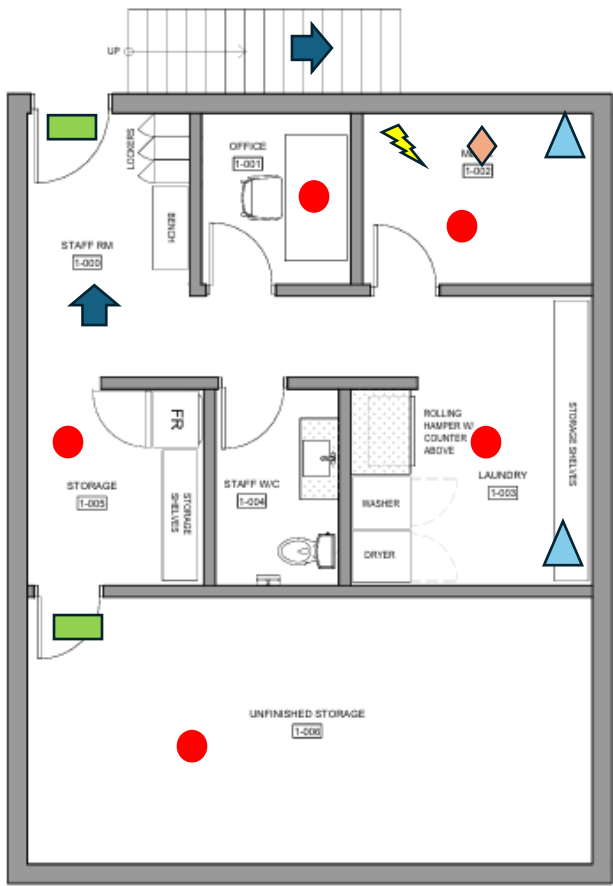 UP
LOCKERS
OFFICE
1-001
1-002
BENCH
STAFF RM
1-000
FR
ROLLING
HAMPER W/
COUNTER
ABOVE
STORAGE SHELVES
STORAGE
1-005
STORAGE
SHELVES
STAFF W/C
1-004
LAUNDRY
1-003
WASHER
DRYER
UNFINISHED STORAGE
1-006